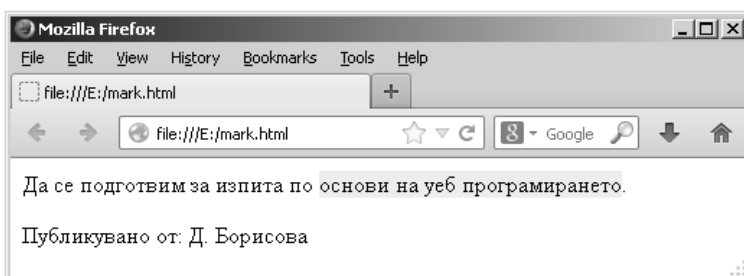 Mozilla Firefox
File Edit View History Bookmarks Tools Help
file:///E:/mark.html +
file:///E:/mark.html 8 Google
Да се подготвим за изпита по основи на уеб програмирането.
Публикувано от: Д. Борисова